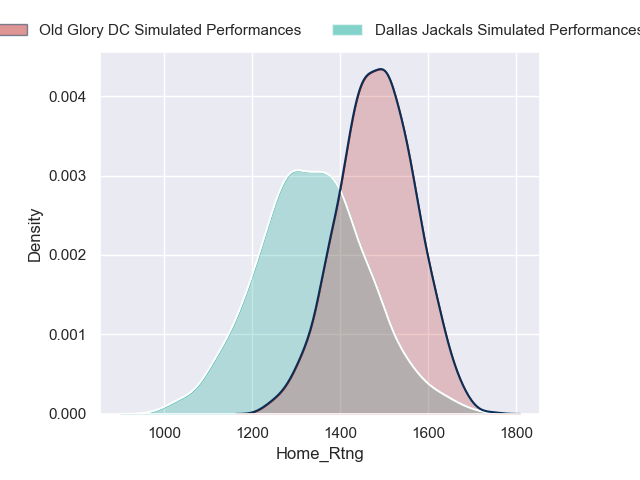 Old Glory DC Simulated Performances
Dallas Jackals Simulated Performances
0.004
0.003
0.002
0.001
0.000
Density
1000 1200 1400 1600 1800
Home_Rtng